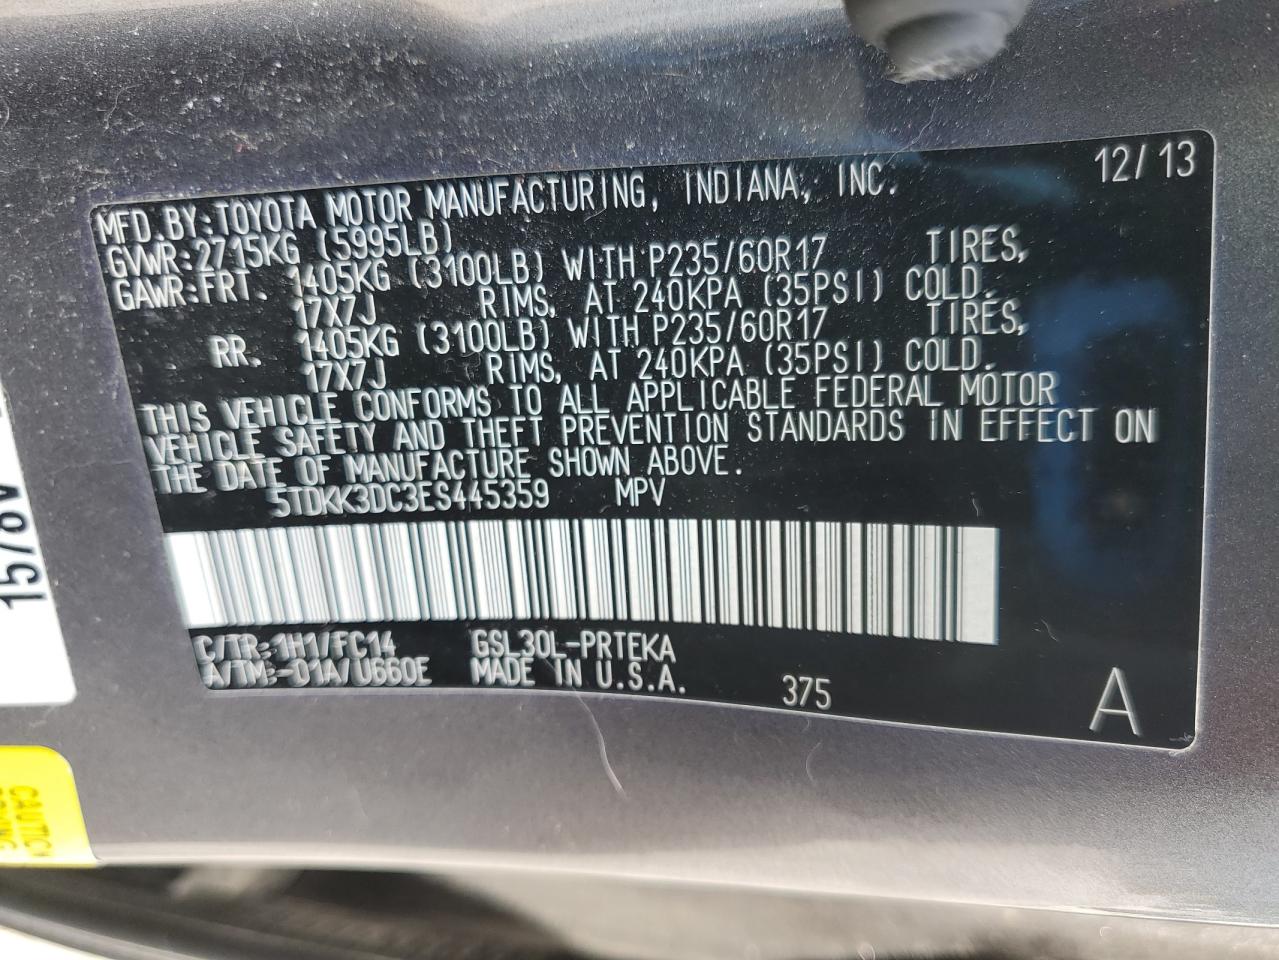 12/13
MFD.BY:TOYOTA MOTOR MANUFACTURING, INDIANA, INC.
GVWR:2715KG (5995LB)
GAWR:FRT. 1405KG (3100LB) WITH P235/60R17 TIRES,
17X7J RIMS, AT 240KPA (35PSI) COLD.
RR. 1405KG (3100LB) WITH P235/60R17 TIRES,
17X7J RIMS, AT 240KPA (35PSI) COLD.
THIS VEHICLE CONFORMS TO ALL APPLICABLE FEDERAL MOTOR
VEHICLE SAFETY AND THEFT PREVENTION STANDARDS IN EFFECT ON
THE DATE OF MANUFACTURE SHOWN ABOVE.
5TDKK3DC3ES445359 MPV
C/TR:1H1/FC14 GSL30L-PRTEKA
A/TM:-01A/U660E MADE IN U.S.A.
375
A
15/8V
CAUTION